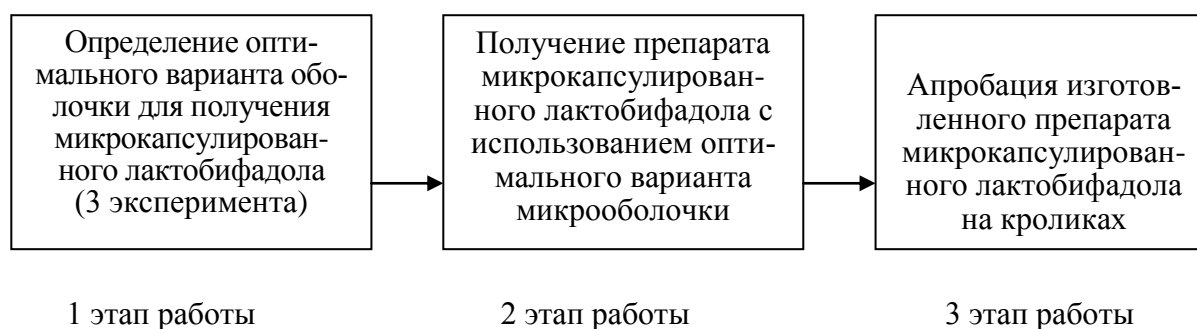 Определение опти-
мального варианта обо-
лочки для получения
микрокапсулирован-
ного лактобифадола
(3 эксперимента)
Получение препарата
микрокапсулирован-
ного лактобифадола с
использованием опти-
мального варианта
микрооболочки
Апробация изготов-
ленного препарата
микрокапсулирован-
ного лактобифадола
на кроликах
1 этап работы
2 этап работы
3 этап работы